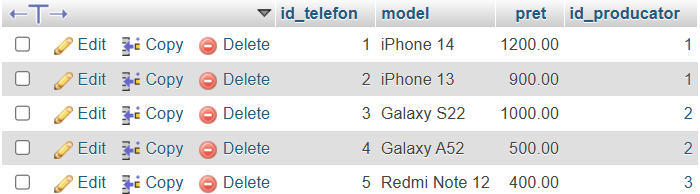 id_telefon model pret id_producator
Edit Copy Delete 1 iPhone 14 1200.00 1
Edit Copy Delete 2 iPhone 13 900.00 1
Edit Copy Delete 3 Galaxy S22 1000.00 2
Edit Copy Delete 4 Galaxy A52 500.00 2
Edit Copy Delete 5 Redmi Note 12 400.00 3